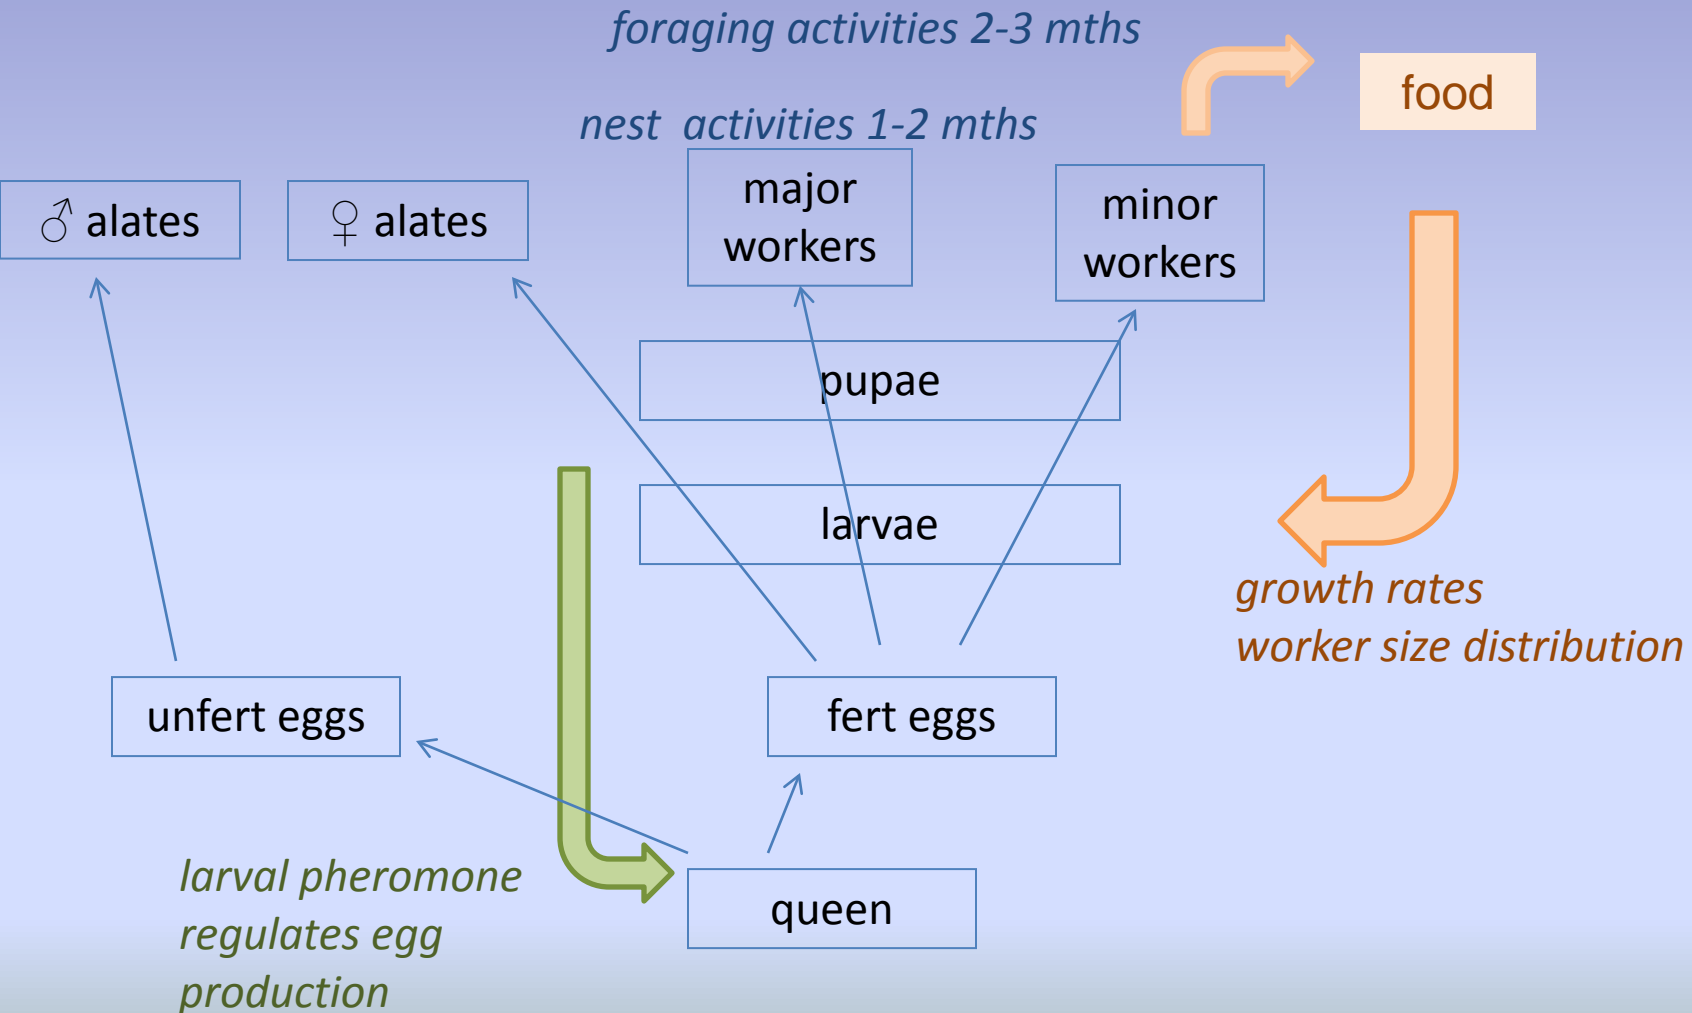 foraging activities 2-3 mths
food
nest activities 1-2 mths
♂ alates
♀ alates
major
workers
minor
workers
pupae
larvae
growth rates
worker size distribution
unfert eggs
fert eggs
larval pheromone
regulates egg
production
queen